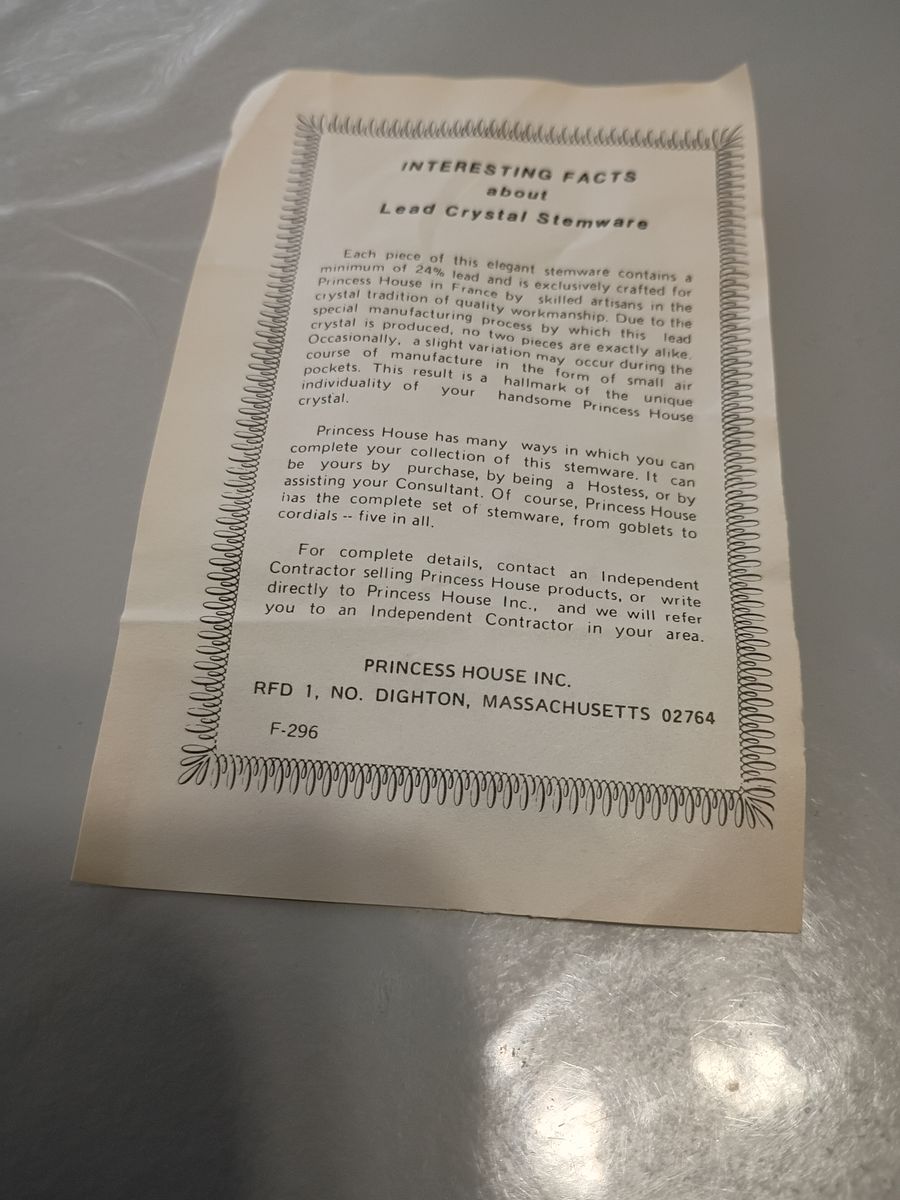 INTERESTING FACTS
about
Lead Crystal Stemware
Each piece of this elegant stemware contains a
minimum of 24% lead and is exclusively crafted for
Princess House in France by skilled artisans in the
crystal tradition of quality workmanship. Due to the
special manufacturing process by which this lead
crystal is produced, no two pieces are exactly alike.
Occasionally, a slight variation may occur during the
course of manufacture in the form of small air
pockets. This result is a hallmark of the unique
individuality of your handsome Princess House
crystal.
Princess House has many ways in which you can
complete your collection of this stemware. It can
be yours by purchase, by being a Hostess, or by
assisting your Consultant. Of course, Princess House
has the complete set of stemware, from goblets to
cordials -- five in all.
For complete details, contact an Independent
Contractor selling Princess House products, or write
directly to Princess House Inc., and we will refer
you to an Independent Contractor in your area.
PRINCESS HOUSE INC.
RFD 1, NO. DIGHTON, MASSACHUSETTS 02764
F-296